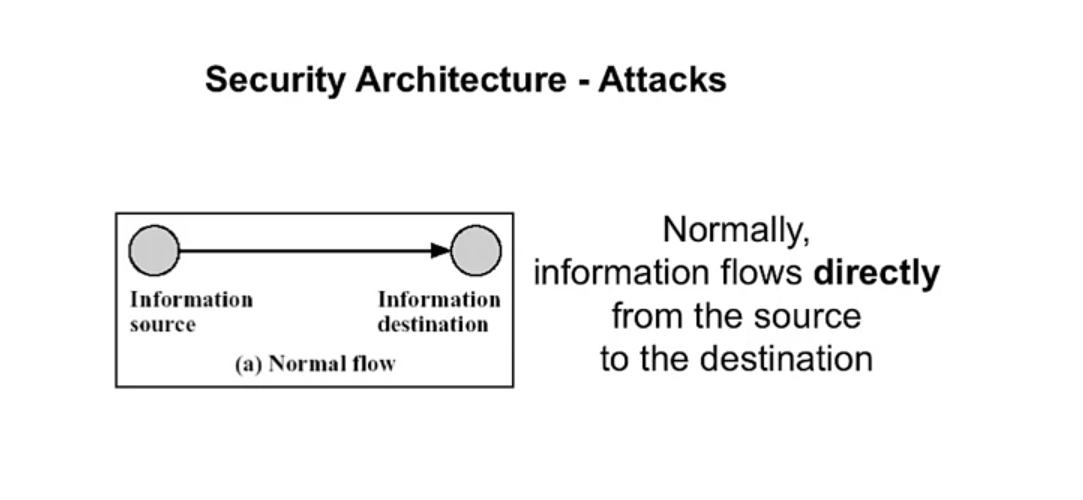 Security Architecture - Attacks
Information
source
Information
destination
(a) Normal flow
Normally,
information flows directly
from the source
to the destination